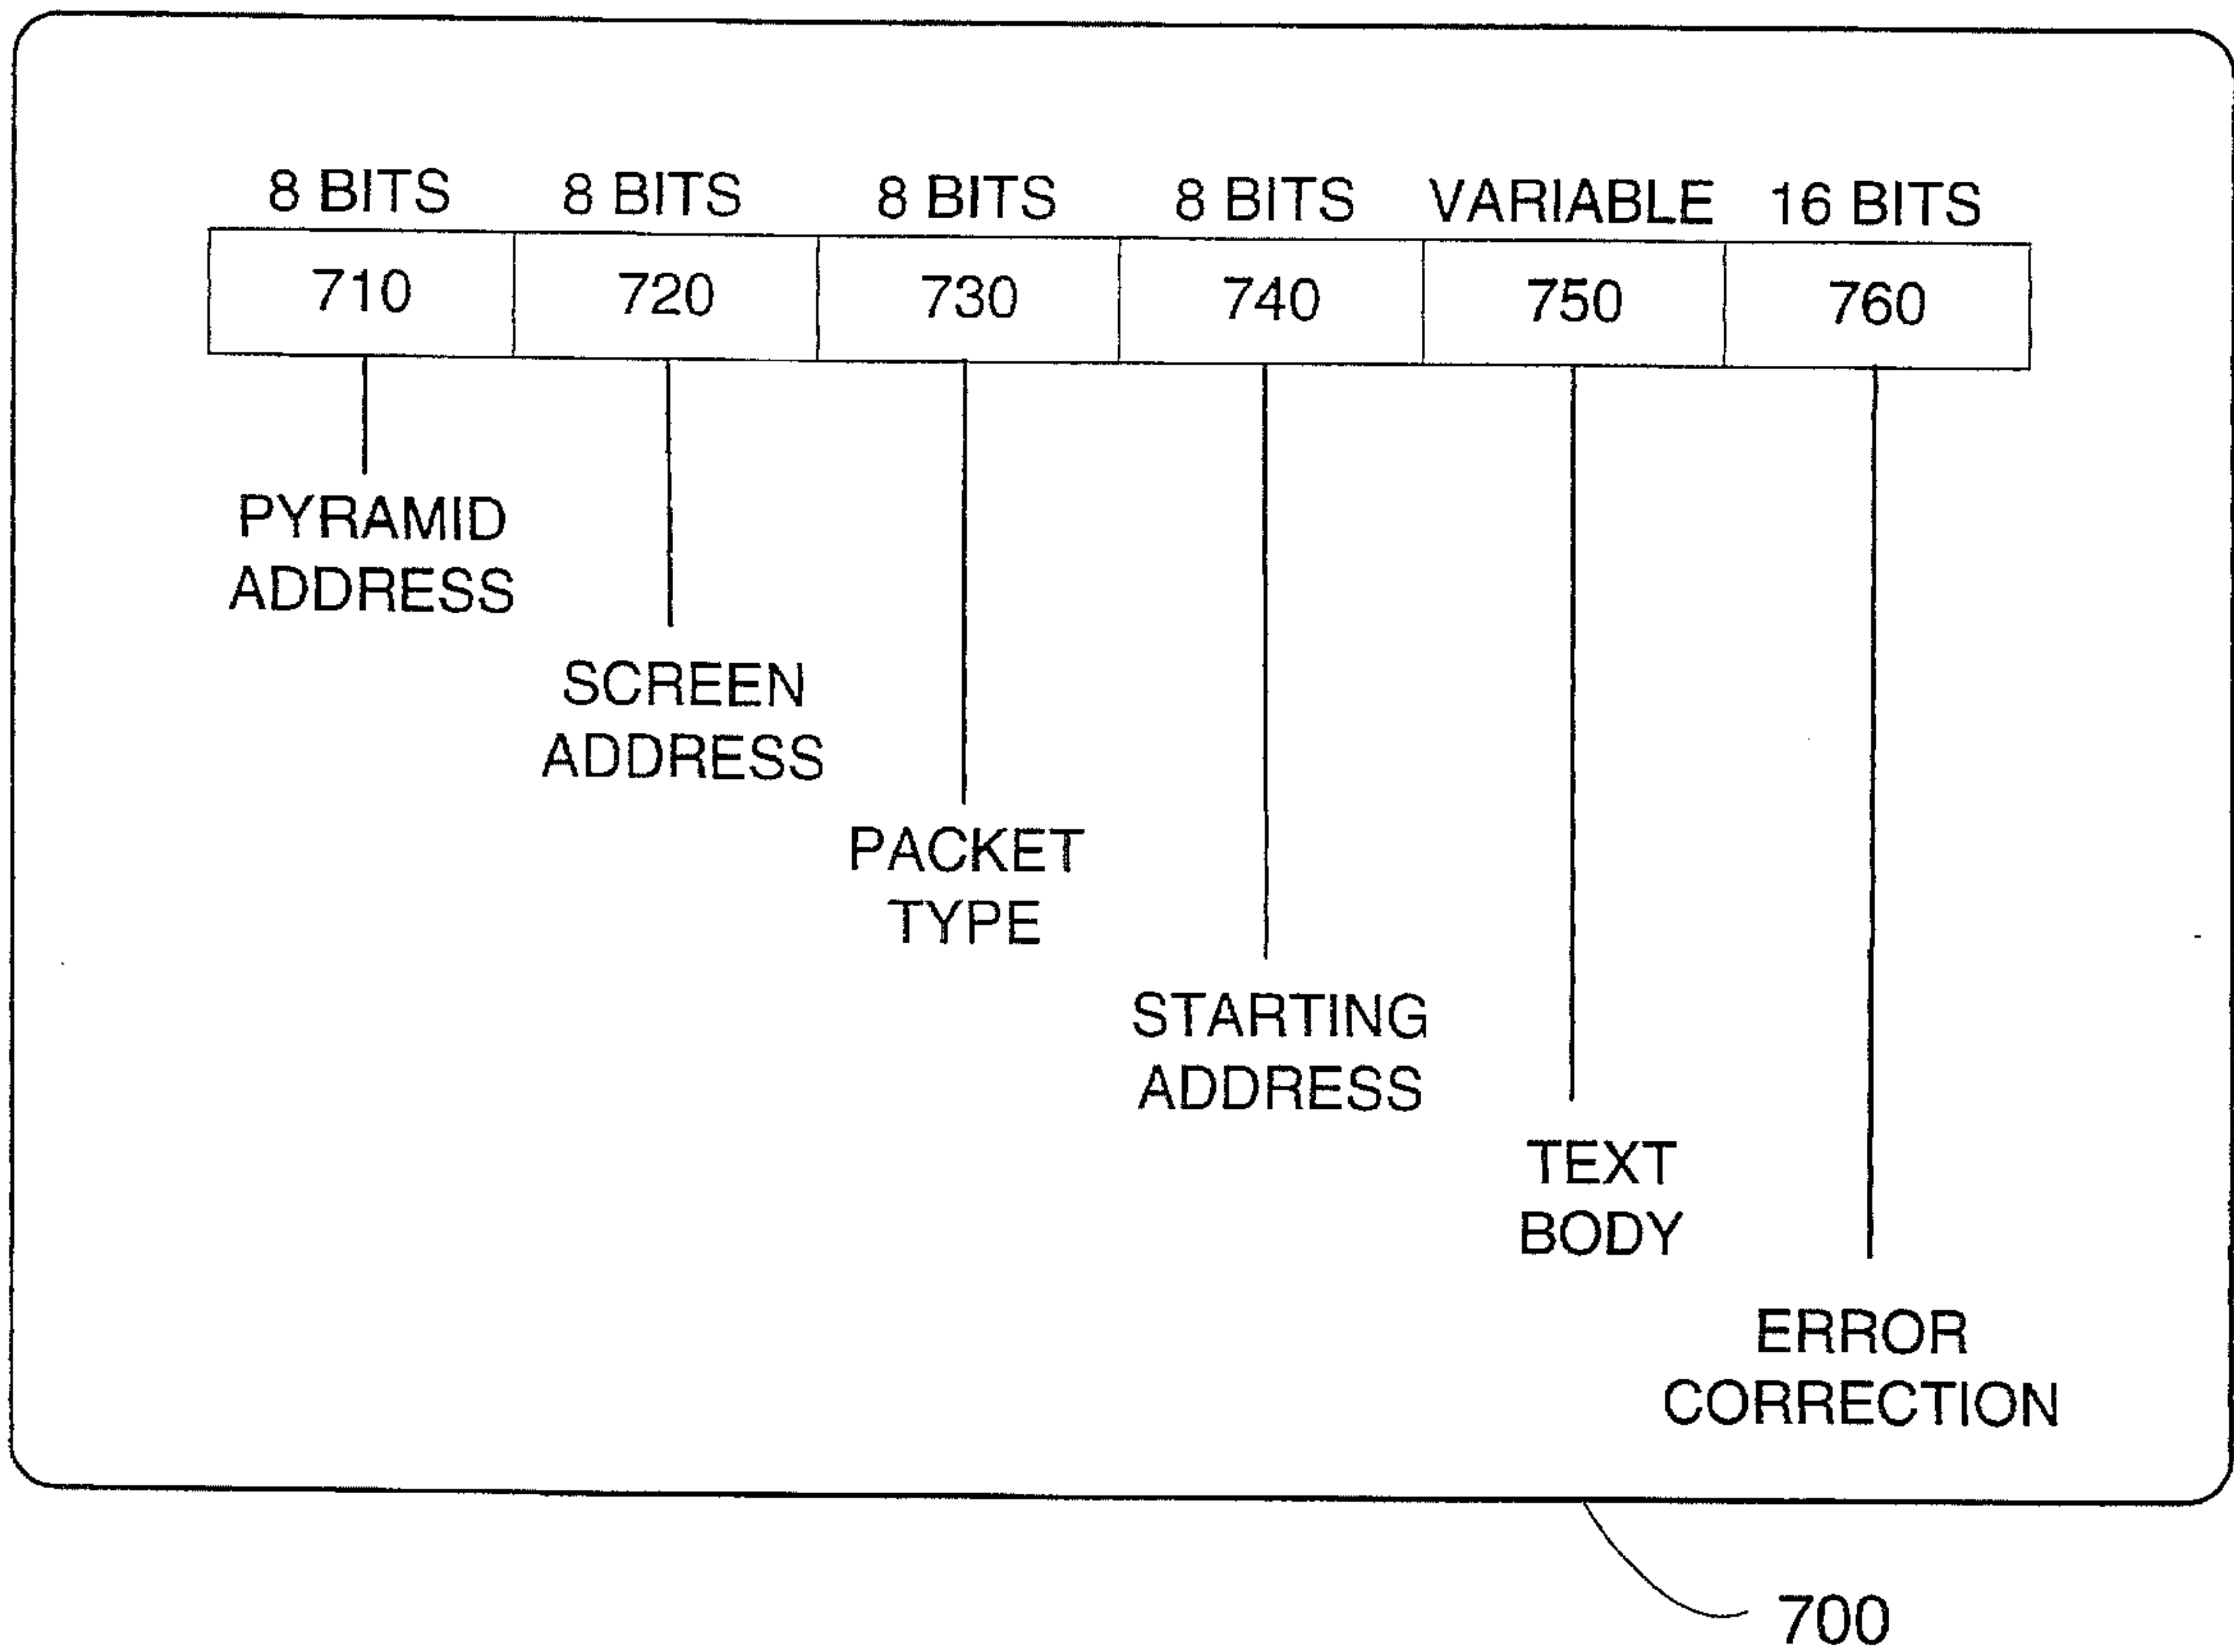 8 BITS 8 BITS 8 BITS 8 BITS VARIABLE 16 BITS
710 720 730 740 750 760
PYRAMID
ADDRESS
SCREEN
ADDRESS
PACKET
TYPE
STARTING
ADDRESS
TEXT
BODY
ERROR
CORRECTION
700